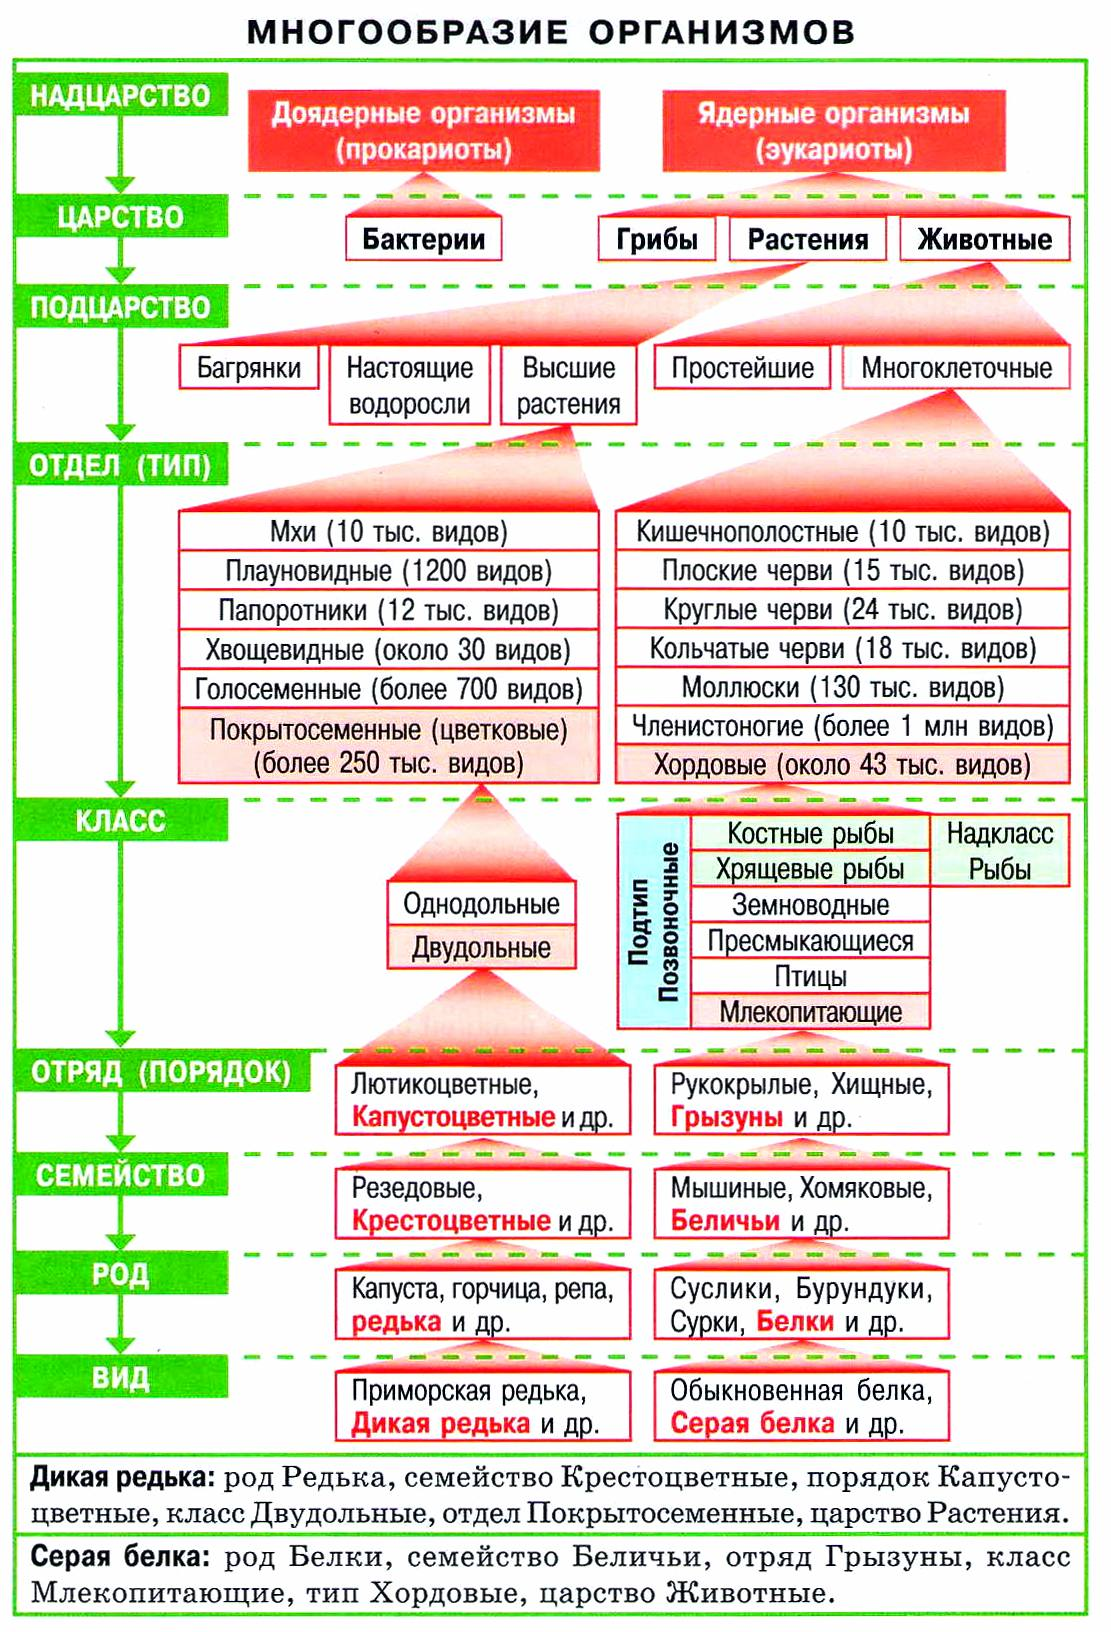 МНОГООБРАЗИЕ ОРГАНИЗМОВ
НАДЦАРСТВО
Доядерные организмы
(прокариоты)
Ядерные организмы
(эукариоты)
ЦАРСТВО
Бактерии
Грибы
Растения
Животные
ПОДЦАРСТВО
Багрянки
Настоящие
водоросли
Высшие
растения
Простейшие
Многоклеточные
ОТДЕЛ (ТИП)
Мхи (10 тыс. видов)
Плауновидные (1200 видов)
Папоротники (12 тыс. видов)
Хвощевидные (около 30 видов)
Голосеменные (более 700 видов)
Покрытосеменные (цветковые)
(более 250 тыс. видов)
Кишечнополостные (10 тыс. видов)
Плоские черви (15 тыс. видов)
Круглые черви (24 тыс. видов)
Кольчатые черви (18 тыс. видов)
Моллюски (130 тыс. видов)
Членистоногие (более 1 млн видов)
Хордовые (около 43 тыс. видов)
КЛАСС
Однодольные
Двудольные
Подтип
Позвоночные
Костные рыбы
Хрящевые рыбы
Земноводные
Пресмыкающиеся
Птицы
Млекопитающие
Надкласс
Рыбы
ОТРЯД (ПОРЯДОК)
Лютикоцветные,
Капустоцветные и др.
Рукокрылые, Хищные,
Грызуны и др.
СЕМЕЙСТВО
Резедовые,
Крестоцветные и др.
Мышиные, Хомяковые,
Беличьи и др.
РОД
Капуста, горчица, репа,
редька и др.
Суслики, Бурундуки,
Сурки, Белки и др.
ВИД
Приморская редька,
Дикая редька и др.
Обыкновенная белка,
Серая белка и др.
Дикая редька: род Редька, семейство Крестоцветные, порядок Капусто-
цветные, класс Двудольные, отдел Покрытосеменные, царство Растения.
Серая белка: род Белки, семейство Беличьи, отряд Грызуны, класс
Млекопитающие, тип Хордовые, царство Животные.